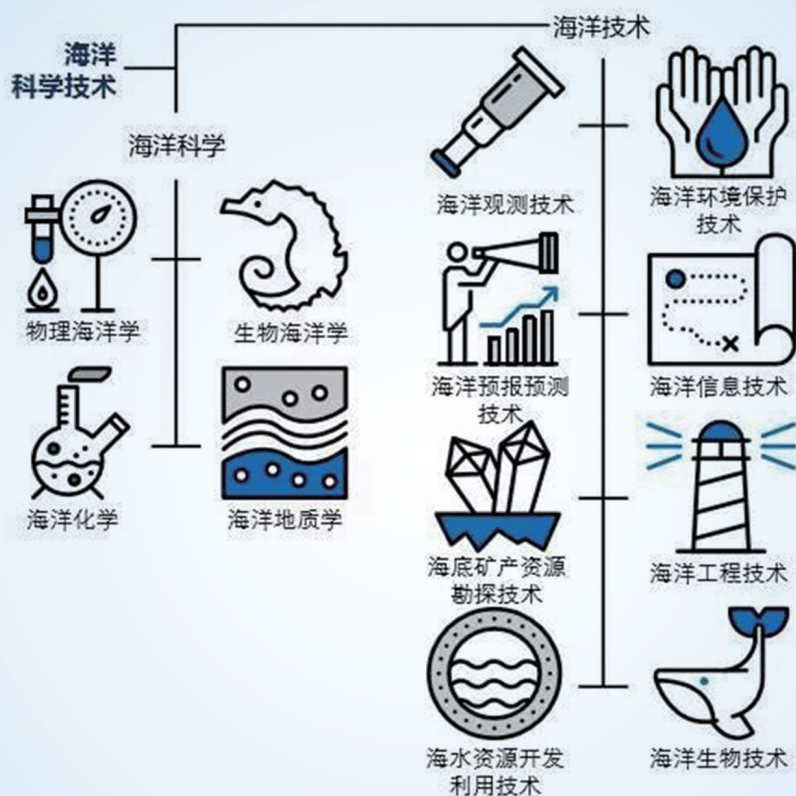 海洋
科学技术
海洋科学
物理海洋学
生物海洋学
海洋化学
海洋地质学
海洋技术
海洋观测技术
海洋环境保护
技术
海洋预报预测
技术
海洋信息技术
海底矿产资源
勘探技术
海洋工程技术
海水资源开发
利用技术
海洋生物技术